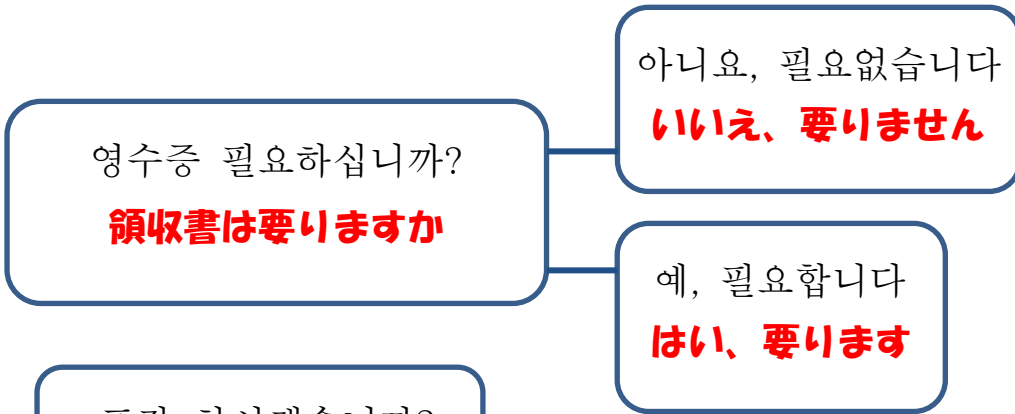 영수증 필요하십니까?
領収書は要りますか
아니요, 필요없습니다
いいえ、要りません
예, 필요합니다
はい、要ります